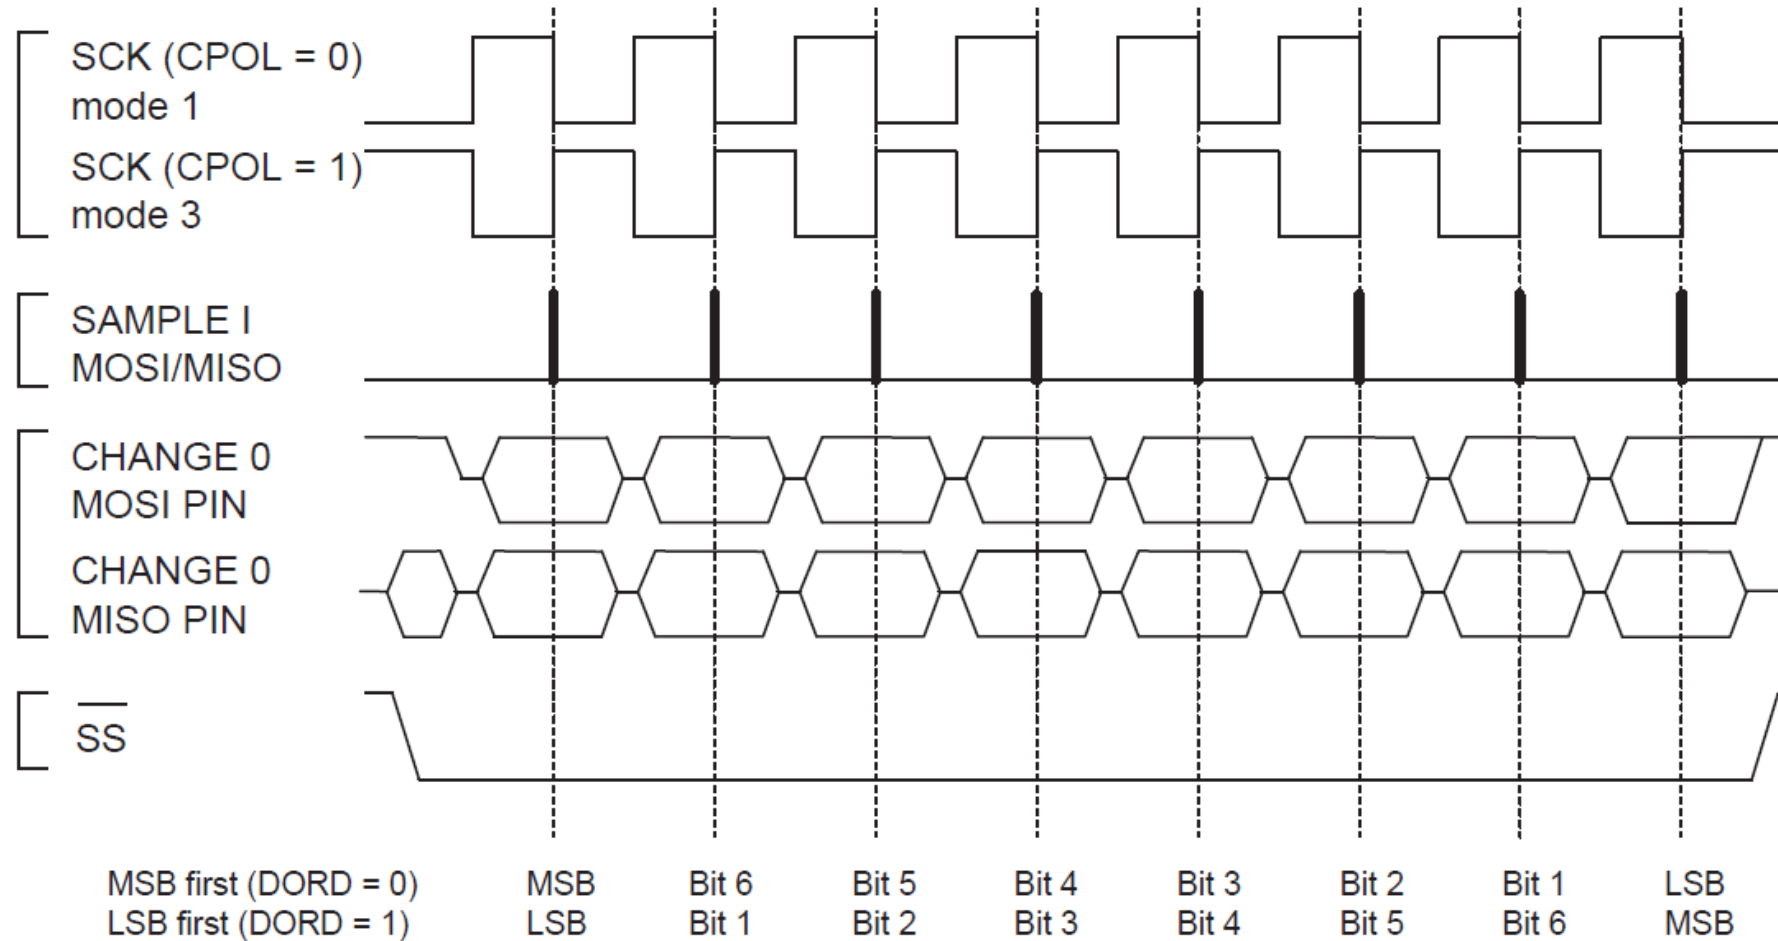 SCK (CPOL = 0)
mode 1
SCK (CPOL = 1)
mode 3
SAMPLE I
MOSI/MISO
CHANGE 0
MOSI PIN
CHANGE 0
MISO PIN
SS
MSB first (DORD = 0) MSB Bit 6 Bit 5 Bit 4 Bit 3 Bit 2 Bit 1 LSB
LSB first (DORD = 1) LSB Bit 1 Bit 2 Bit 3 Bit 4 Bit 5 Bit 6 MSB